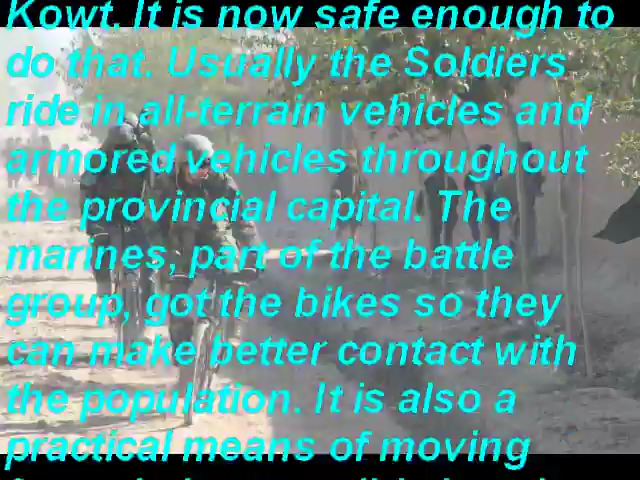 Kowt. It is now safe enough to
do that. Usually the Soldiers
ride in all-terrain vehicles and
armored vehicles throughout
the provincial capital. The
marines, part of the battle
group, got the bikes so they
can make better contact with
the population. It is also a
practical means of moving